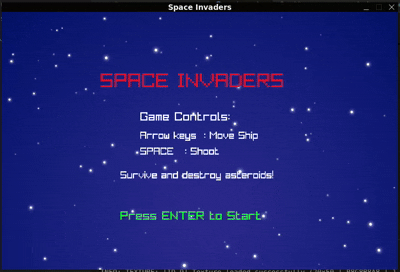 Space Invaders
SPACE INVADERS
Game Controls:
Arrow keys : Move Ship
SPACE : Shoot
Survive and destroy asteroids!
Press ENTER to Start